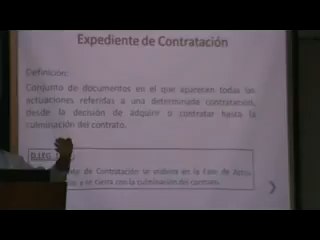 Expediente de Contratación
Definición:
Conjunto de documentos en el que aparecen todas las
actuaciones referidas a una determinada contratación,
desde la decisión de adquirir o contratar hasta la
culminación del contrato.
de Contratación se ordena en la Fase de Actos
y se cierra con la culminación del contrato.